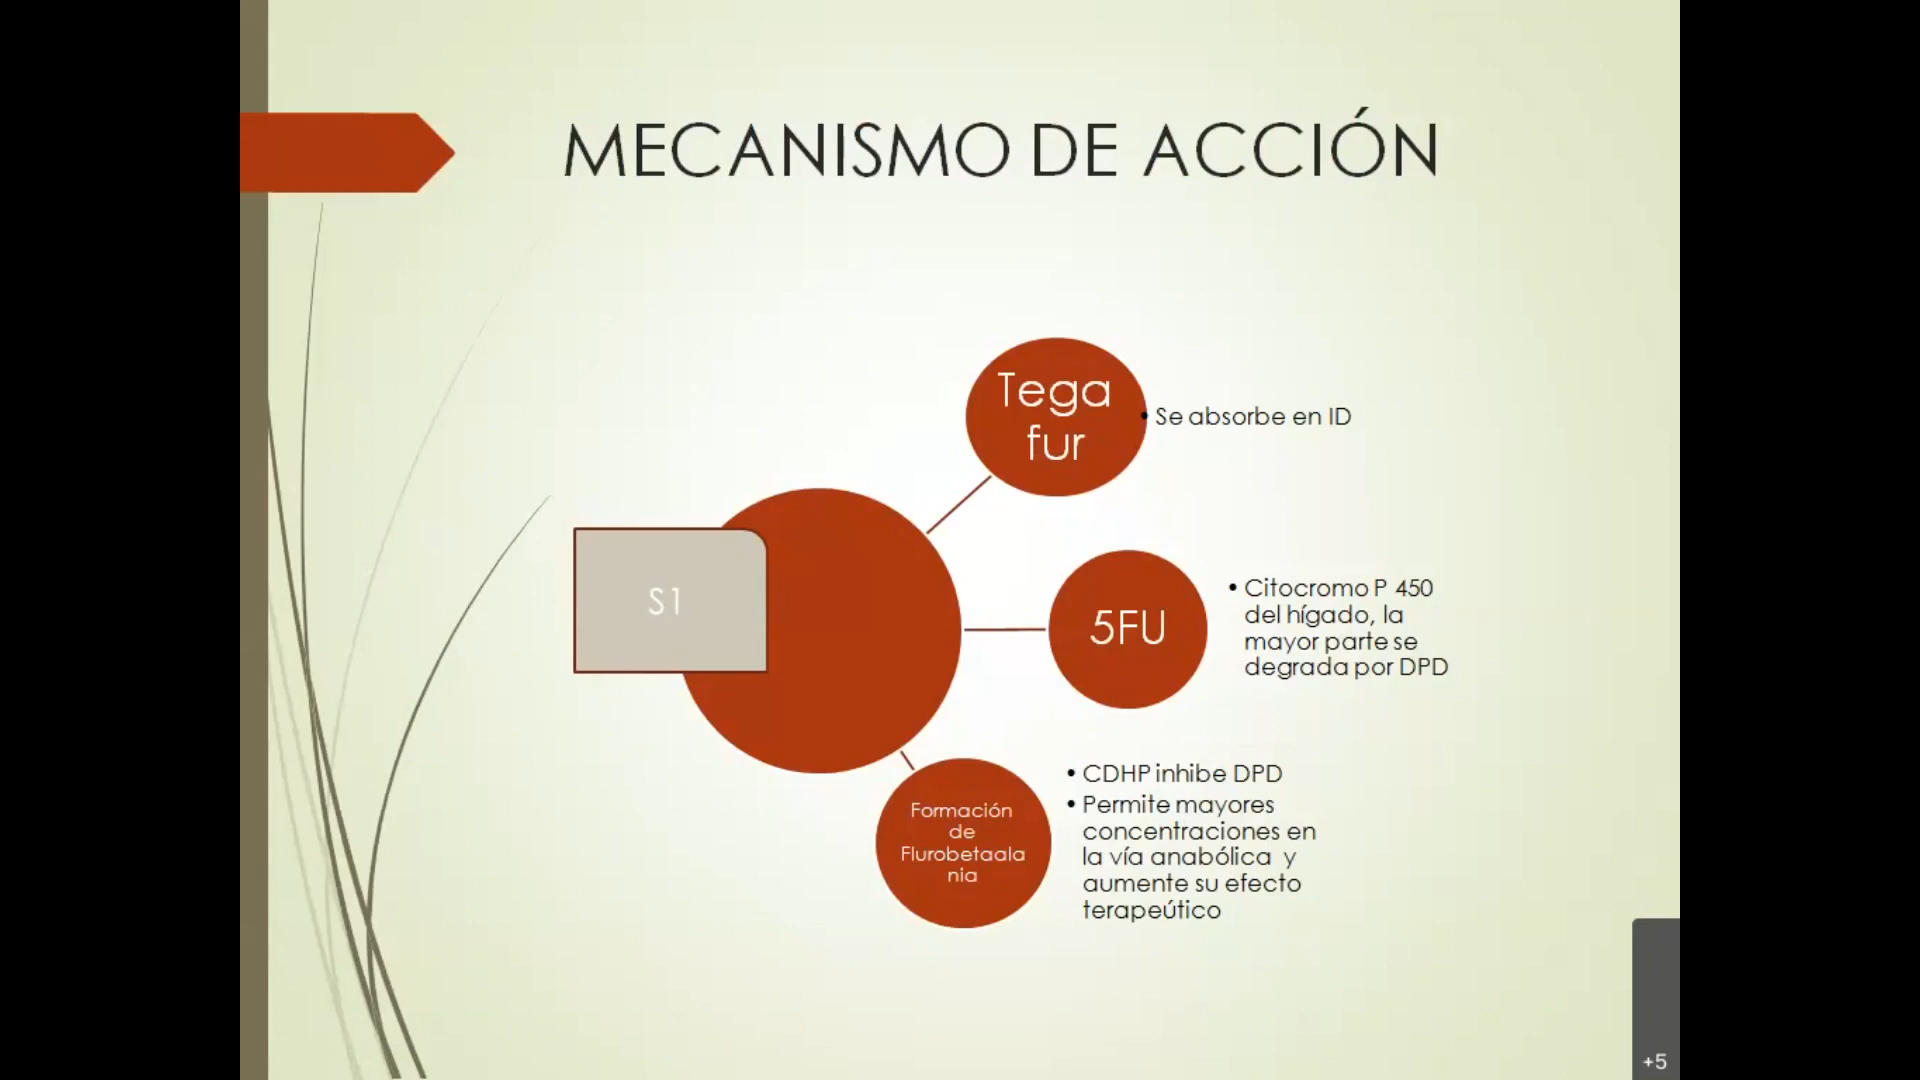 MECANISMO DE ACCIÓN
Tega
fur
• Se absorbe en ID
S1
5FU
• Citocromo P 450
del hígado, la
mayor parte se
degrada por DPD
Formación
de
Flurobetaala
nia
• CDHP inhibe DPD
• Permite mayores
concentraciones en
la vía anabólica y
aumente su efecto
terapeútico
+5